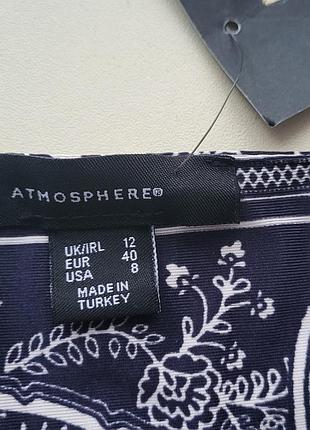 ATMOSPHERE®
UK/IRL 12
EUR 40
USA 8
MADE IN
TURKEY